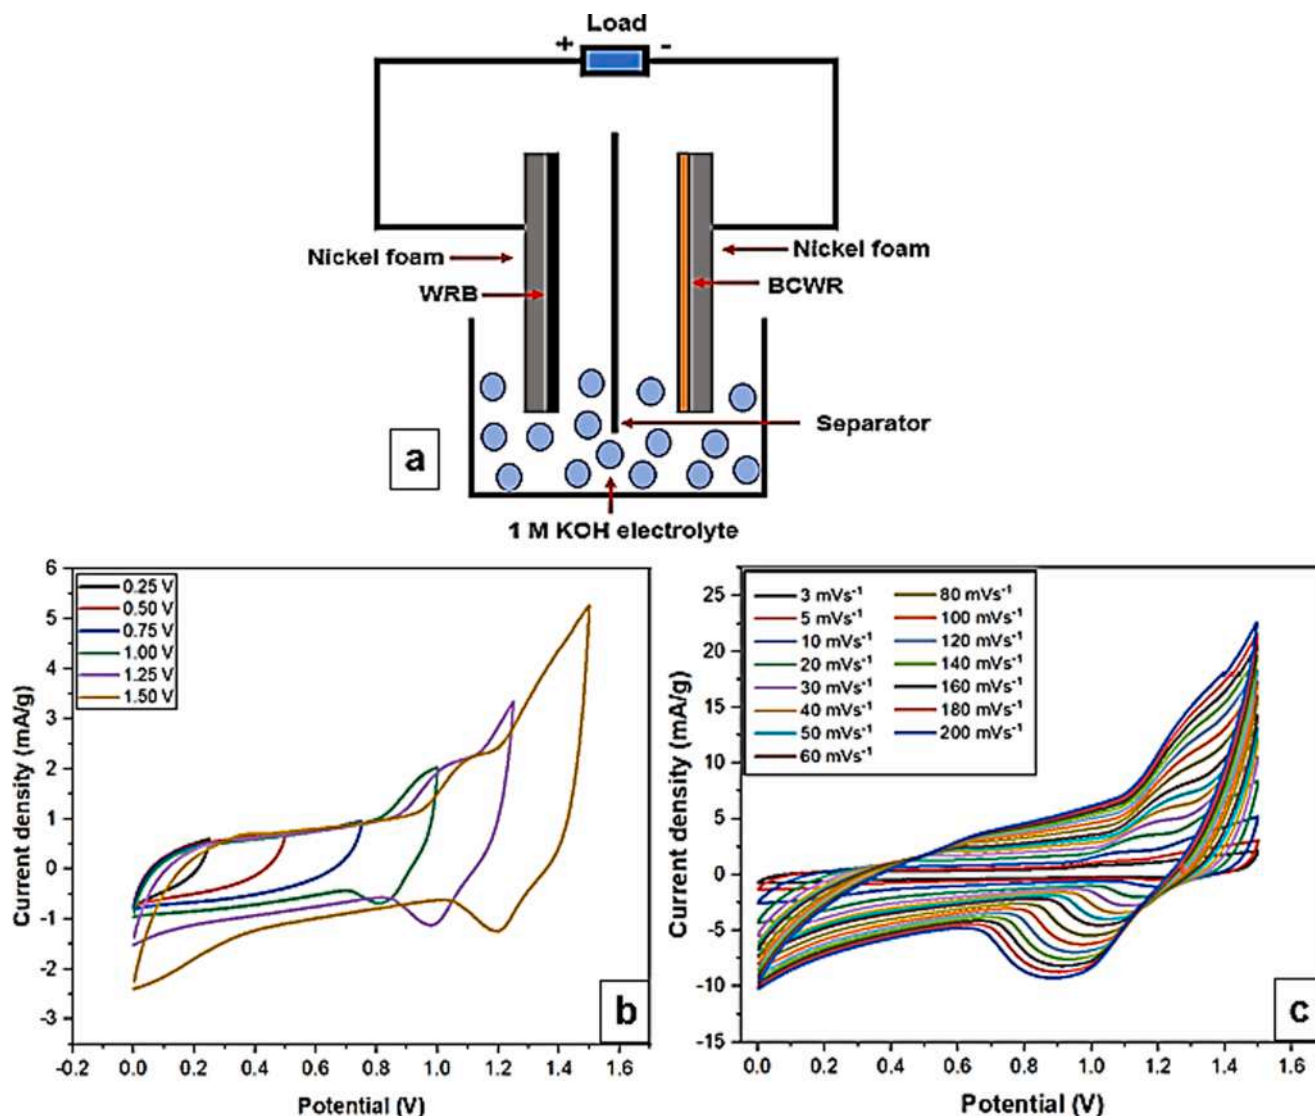 Load
+ -
Nickel foam
Nickel foam
WRB
BCWR
Separator
a
1 M KOH electrolyte
6
5
4
3
2
1
0
-1
-2
-3
Current density (mA/g)
0.25 V
0.50 V
0.75 V
1.00 V
1.25 V
1.50 V
b
-0.2 0.0 0.2 0.4 0.6 0.8 1.0 1.2 1.4 1.6
Potential (V)
25
20
15
10
5
0
-5
-10
-15
Current density (mA/g)
3 mVs⁻¹ 80 mVs⁻¹
5 mVs⁻¹ 100 mVs⁻¹
10 mVs⁻¹ 120 mVs⁻¹
20 mVs⁻¹ 140 mVs⁻¹
30 mVs⁻¹ 160 mVs⁻¹
40 mVs⁻¹ 180 mVs⁻¹
50 mVs⁻¹ 200 mVs⁻¹
60 mVs⁻¹
c
0.0 0.2 0.4 0.6 0.8 1.0 1.2 1.4 1.6
Potential (V)